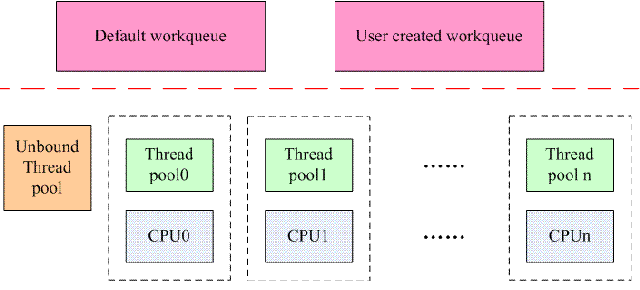 Default workqueue
User created workqueue
Unbound
Thread
pool
Thread
pool0
Thread
pool1
......
Thread
pool n
CPU0
CPU1
......
CPUn